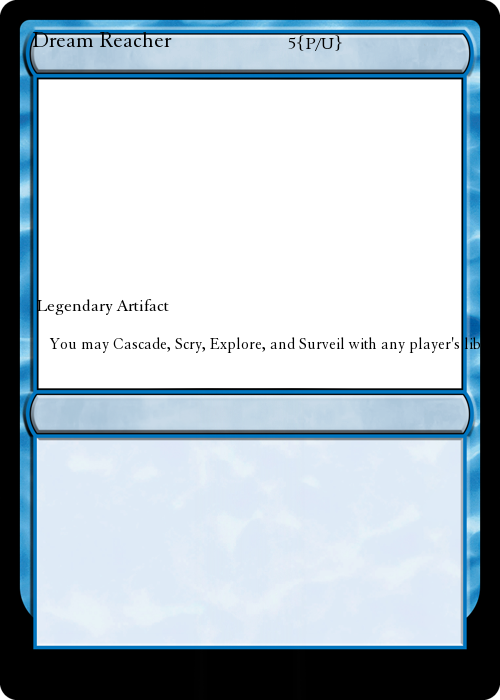 Dream Reacher 5{P/U}
Legendary Artifact
You may Cascade, Scry, Explore, and Surveil with any player's lib